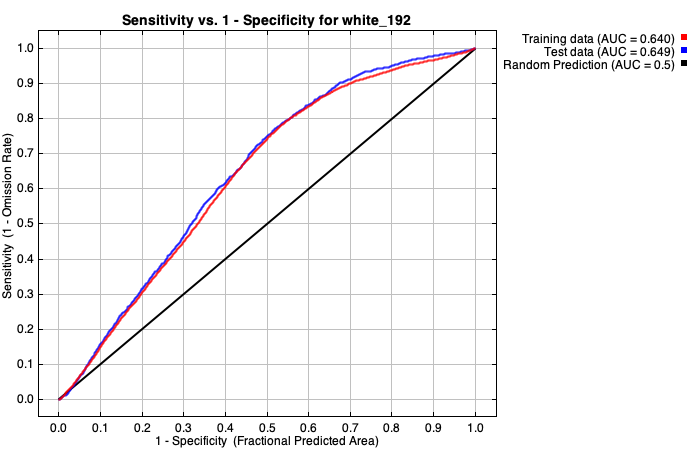 Sensitivity vs. 1 - Specificity for white_192
Training data (AUC = 0.640)
Test data (AUC = 0.649)
Random Prediction (AUC = 0.5)
Sensitivity (1 - Omission Rate)
1.0
0.9
0.8
0.7
0.6
0.5
0.4
0.3
0.2
0.1
0.0
0.0 0.1 0.2 0.3 0.4 0.5 0.6 0.7 0.8 0.9 1.0
1 - Specificity (Fractional Predicted Area)